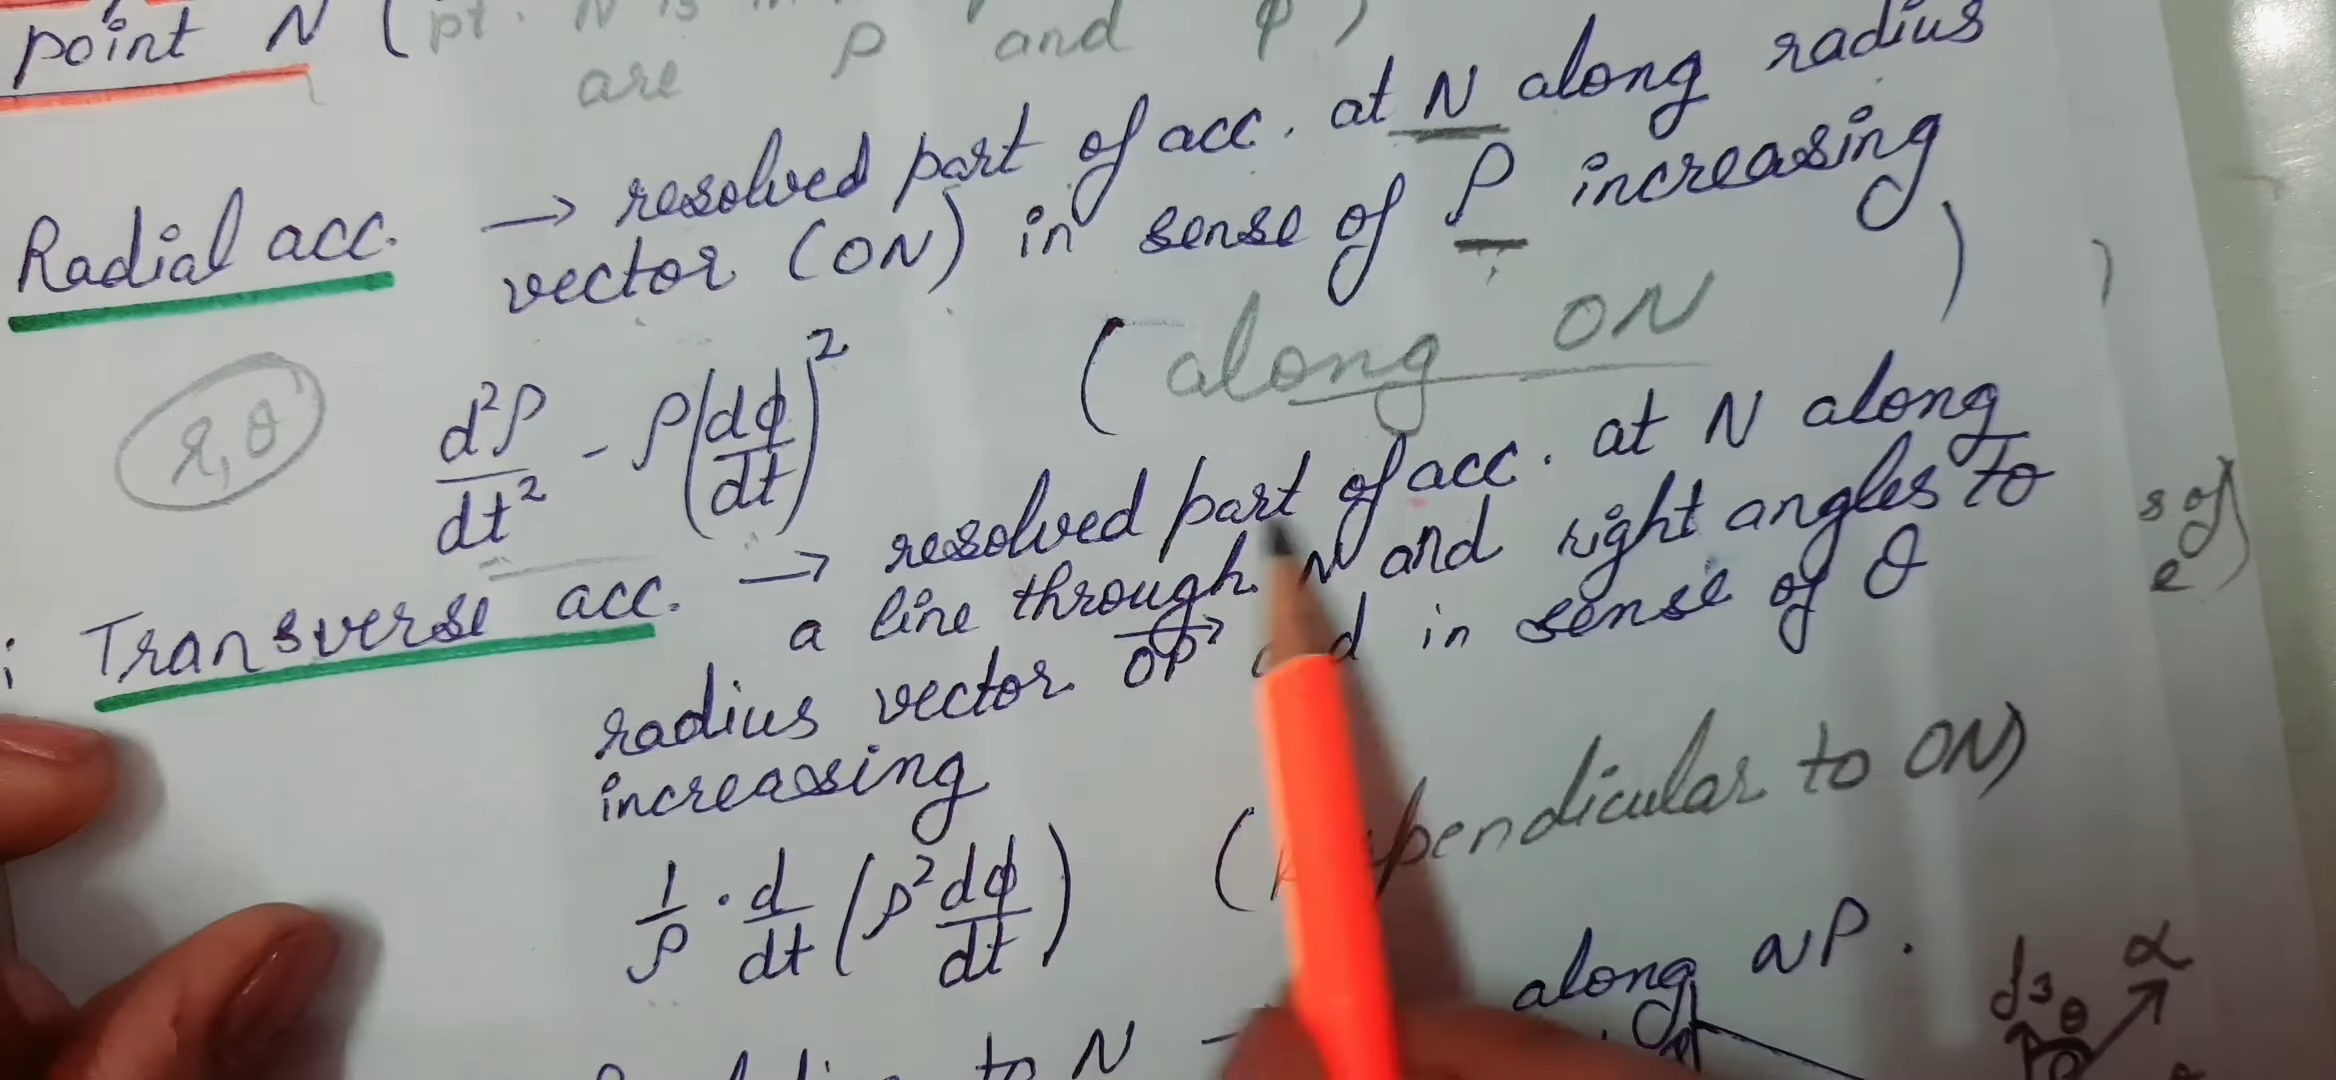 point N ( pt. N is in
are ρ and φ )
Radial acc. → resolved part of acc. at N along radius
vector (ON) in sense of ρ increasing
( along ON )
r, θ
d²ρ/dt² - ρ(dφ/dt)²
Transverse acc. → resolved part of acc. at N along
a line through N and right angles to
radius vector OP and in sense of θ
increasing
1/ρ . d/dt (ρ² dφ/dt) (perpendicular to ON)
s of
e
along NP.
to N
α
θ